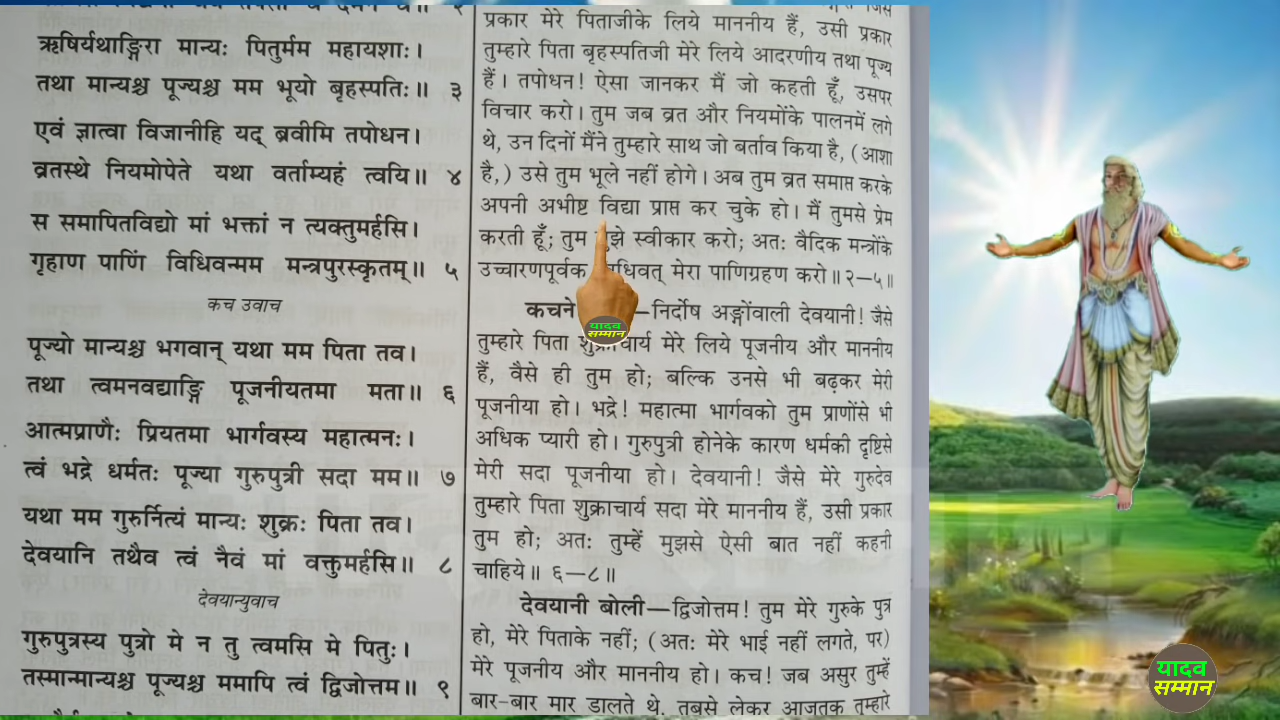 ऋषिर्यथाङ्गिरा मान्यः पितुर्मम महायशाः।
तथा मान्यश्च पूज्यश्च मम भूयो बृहस्पतिः॥ ३
एवं ज्ञात्वा विजानीहि यद् ब्रवीमि तपोधन।
व्रतस्थे नियमोपेते यथा वर्ताम्यहं त्वयि॥ ४
स समापितविद्यो मां भक्तां न त्यक्तुमर्हसि।
गृहाण पाणिं विधिवन्मम मन्त्रपुरस्कृतम्॥ ५
कच उवाच
पूज्यो मान्यश्च भगवान् यथा मम पिता तव।
तथा त्वमनवद्याङ्गि पूजनीयतमा मता॥ ६
आत्मप्राणैः प्रियतमा भार्गवस्य महात्मनः।
त्वं भद्रे धर्मतः पूज्या गुरुपुत्री सदा मम॥ ७
यथा मम गुरुर्नित्यं मान्यः शुक्रः पिता तव।
देवयानि तथैव त्वं नैवं मां वक्तुमर्हसि॥ ८
देवयान्युवाच
गुरुपुत्रस्य पुत्रो मे न तु त्वमसि मे पितुः।
तस्मान्मान्यश्च पूज्यश्च ममापि त्वं द्विजोत्तम॥ ९
प्रकार मेरे पिताजीके लिये माननीय हैं, उसी प्रकार
तुम्हारे पिता बृहस्पतिजी मेरे लिये आदरणीय तथा पूज्य
हैं। तपोधन! ऐसा जानकर मैं जो कहती हूँ, उसपर
विचार करो। तुम जब व्रत और नियमोंके पालनमें लगे
थे, उन दिनों मैंने तुम्हारे साथ जो बर्ताव किया है, (आशा
है,) उसे तुम भूले नहीं होगे। अब तुम व्रत समाप्त करके
अपनी अभीष्ट विद्या प्राप्त कर चुके हो। मैं तुमसे प्रेम
करती हूँ; तुम मुझे स्वीकार करो; अतः वैदिक मन्त्रोंके
उच्चारणपूर्वक विधिवत् मेरा पाणिग्रहण करो॥ २—५॥
कचने —निर्दोष अङ्गोंवाली देवयानी! जैसे
तुम्हारे पिता शुक्राचार्य मेरे लिये पूजनीय और माननीय
हैं, वैसे ही तुम हो; बल्कि उनसे भी बढ़कर मेरी
पूजनीया हो। भद्रे! महात्मा भार्गवको तुम प्राणोंसे भी
अधिक प्यारी हो। गुरुपुत्री होनेके कारण धर्मकी दृष्टिसे
मेरी सदा पूजनीया हो। देवयानी! जैसे मेरे गुरुदेव
तुम्हारे पिता शुक्राचार्य सदा मेरे माननीय हैं, उसी प्रकार
तुम हो; अतः तुम्हें मुझसे ऐसी बात नहीं कहनी
चाहिये॥ ६—८॥
देवयानी बोली—द्विजोत्तम! तुम मेरे गुरुके पुत्र
हो, मेरे पिताके नहीं; (अतः मेरे भाई नहीं लगते, पर)
मेरे पूजनीय और माननीय हो। कच! जब असुर तुम्हें
बार-बार मार डालते थे, तबसे लेकर आजतक तुम्हारे
यादव
सम्मान
यादव
सम्मान